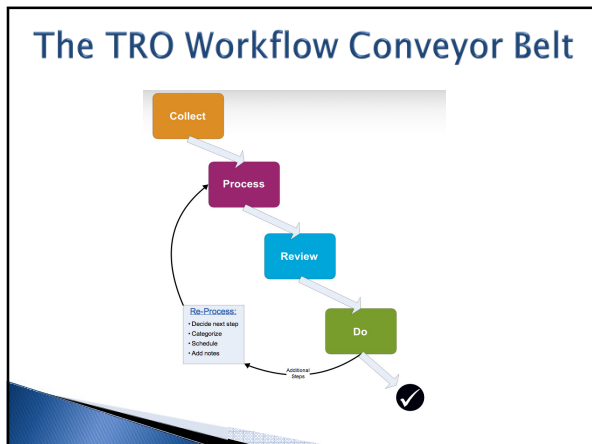 The TRO Workflow Conveyor Belt
Collect
Process
Review
Do
Re-Process:
• Decide next step
• Categorize
• Schedule
• Add notes
Additional
Steps